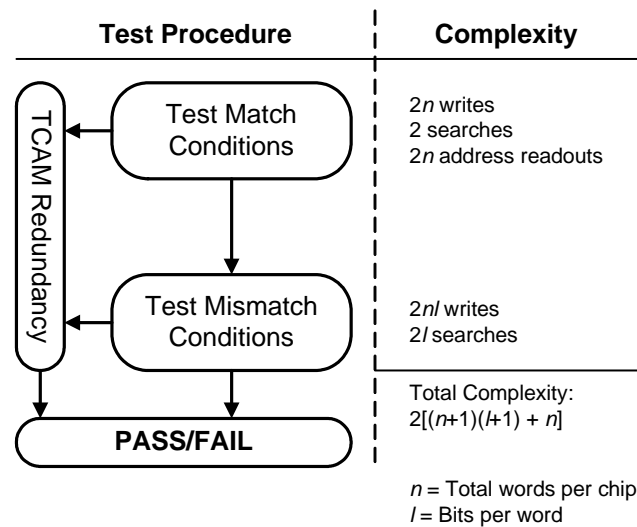 Test Procedure
Complexity
TCAM Redundancy
Test Match
Conditions
2n writes
2 searches
2n address readouts
Test Mismatch
Conditions
2nl writes
2l searches
Total Complexity:
2[(n+1)(l+1) + n]
PASS/FAIL
n = Total words per chip
l = Bits per word